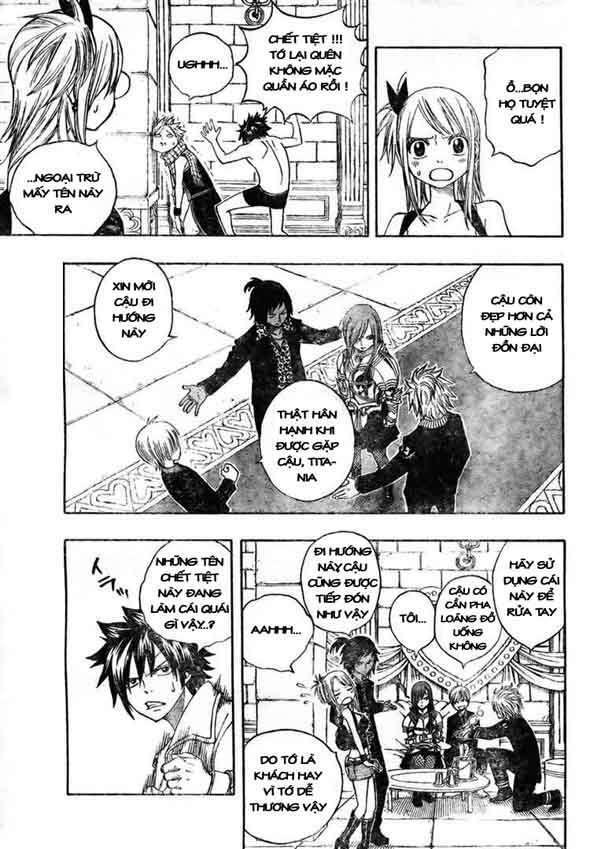 Ồ...BỌN
HỌ TUYỆT
QUÁ !
CHẾT TIỆT !!!
TỚ LẠI QUÊN
KHÔNG MẶC
QUẦN ÁO RỒI !
UGHHH...
...NGOẠI TRỪ
MẤY TÊN NÀY
RA
CẬU CÒN
ĐẸP HƠN CẢ
NHỮNG LỜI
ĐỒN ĐẠI
XIN MỜI
CẬU ĐI
HƯỚNG
NÀY
THẬT HÂN
HẠNH KHI
ĐƯỢC GẶP
CẬU, TITA-
NIA
HÃY SỬ
DỤNG CÁI
NÀY ĐỂ
RỬA TAY
CẬU CÓ
CẦN PHA
LOÃNG ĐỒ
UỐNG
KHÔNG
TÔI...
ĐI HƯỚNG
NÀY, CẬU
CŨNG ĐƯỢC
TIẾP ĐÓN
NHƯ VẬY
AAHHH...
DO TỚ LÀ
KHÁCH HAY
VÌ TỚ DỄ
THƯƠNG VẬY
NHỮNG TÊN
CHẾT TIỆT
NÀY ĐANG
LÀM CÁI QUÁI
GÌ VẬY..?